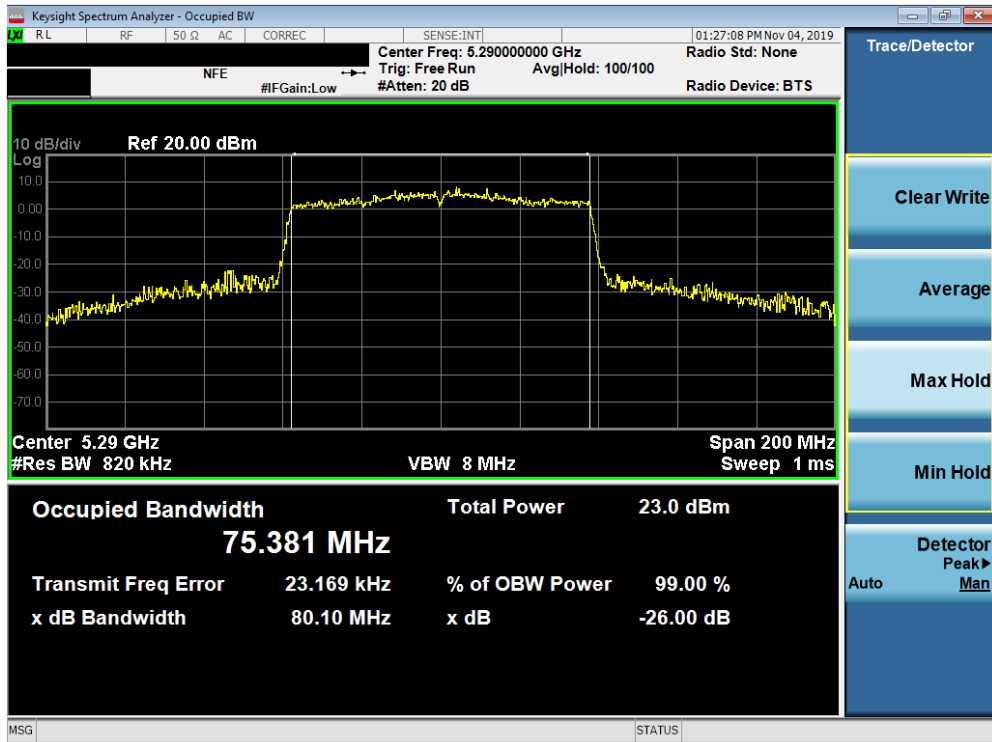 Keysight Spectrum Analyzer - Occupied BW
LXI RL RF 50 Ω AC CORREC SENSE:INT 01:27:08 PM Nov 04, 2019
Center Freq: 5.290000000 GHz Radio Std: None
NFE Trig: Free Run Avg|Hold: 100/100
#IFGain:Low #Atten: 20 dB Radio Device: BTS
Trace/Detector
10 dB/div Ref 20.00 dBm
Log
10.0
0.00
-10.0
-20.0
-30.0
-40.0
-50.0
-60.0
-70.0
Center 5.29 GHz Span 200 MHz
#Res BW 820 kHz VBW 8 MHz Sweep 1 ms
Occupied Bandwidth Total Power 23.0 dBm
75.381 MHz
Transmit Freq Error 23.169 kHz % of OBW Power 99.00 %
x dB Bandwidth 80.10 MHz x dB -26.00 dB
Clear Write
Average
Max Hold
Min Hold
Detector
Peak▶
Auto Man
MSG STATUS